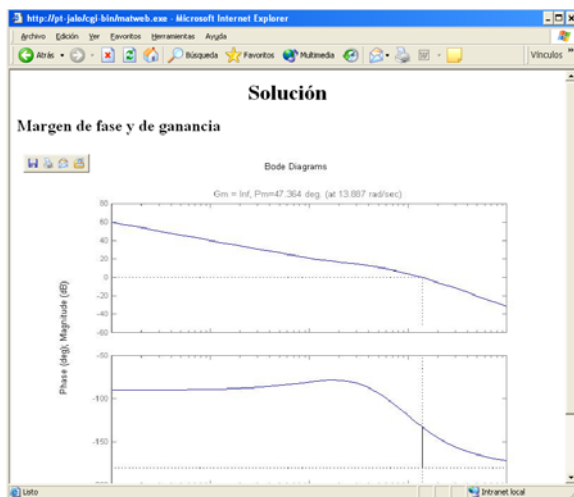 http://pt-jalo/cgi-bin/matweb.exe - Microsoft Internet Explorer
Archivo Edición Ver Favoritos Herramientas Ayuda
Atrás Búsqueda Favoritos Multimedia Vínculos
Solución
Margen de fase y de ganancia
Bode Diagrams
Gm = Inf, Pm=47.364 deg. (at 13.887 rad/sec)
80
60
40
20
0
-20
-40
-60
Phase (deg); Magnitude (dB)
-50
-100
-150
Listo Intranet local